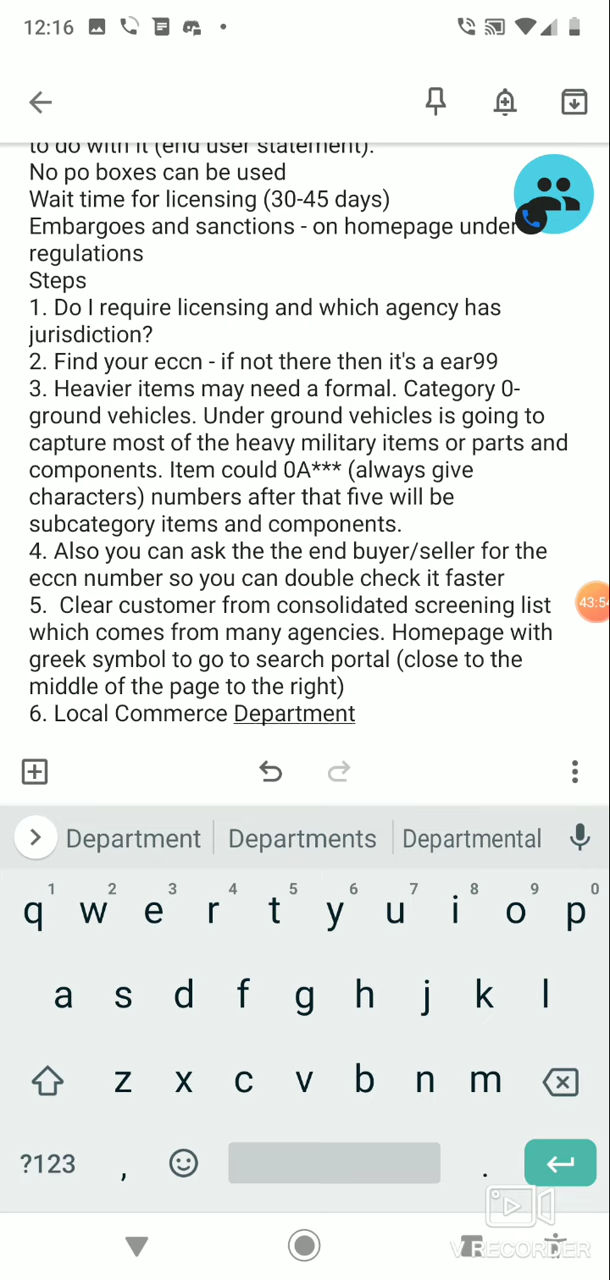 12:16
to do with it (end user statement).
No po boxes can be used
Wait time for licensing (30-45 days)
Embargoes and sanctions - on homepage under
regulations
Steps
1. Do I require licensing and which agency has
jurisdiction?
2. Find your eccn - if not there then it's a ear99
3. Heavier items may need a formal. Category 0-
ground vehicles. Under ground vehicles is going to
capture most of the heavy military items or parts and
components. Item could 0A*** (always give
characters) numbers after that five will be
subcategory items and components.
4. Also you can ask the the end buyer/seller for the
eccn number so you can double check it faster
5.  Clear customer from consolidated screening list
43:54
which comes from many agencies. Homepage with
greek symbol to go to search portal (close to the
middle of the page to the right)
6. Local Commerce Department
Department Departments Departmental
1 2 3 4 5 6 7 8 9 0
q w e r t y u i o p
a s d f g h j k l
z x c v b n m
?123 , .
V RECORDER